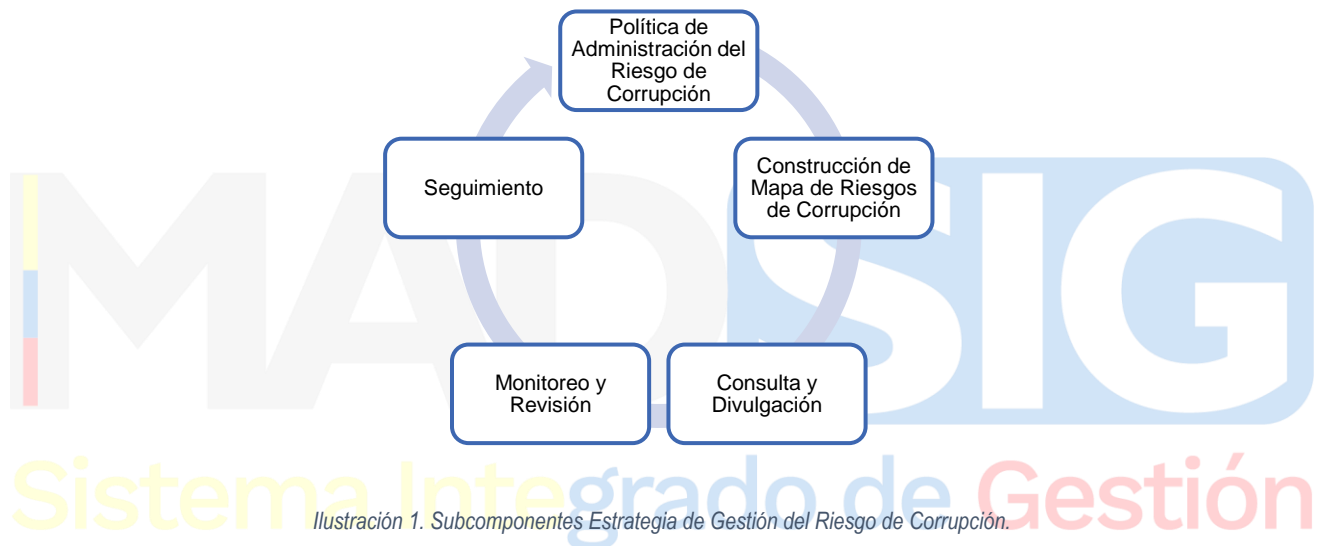 Política de
Administración del
Riesgo de
Corrupción
Construcción de
Mapa de Riesgos
de Corrupción
Consulta y
Divulgación
Monitoreo y
Revisión
Seguimiento
MADSIG
Sistema Integrado de Gestión
Ilustración 1. Subcomponentes Estrategia de Gestión del Riesgo de Corrupción.